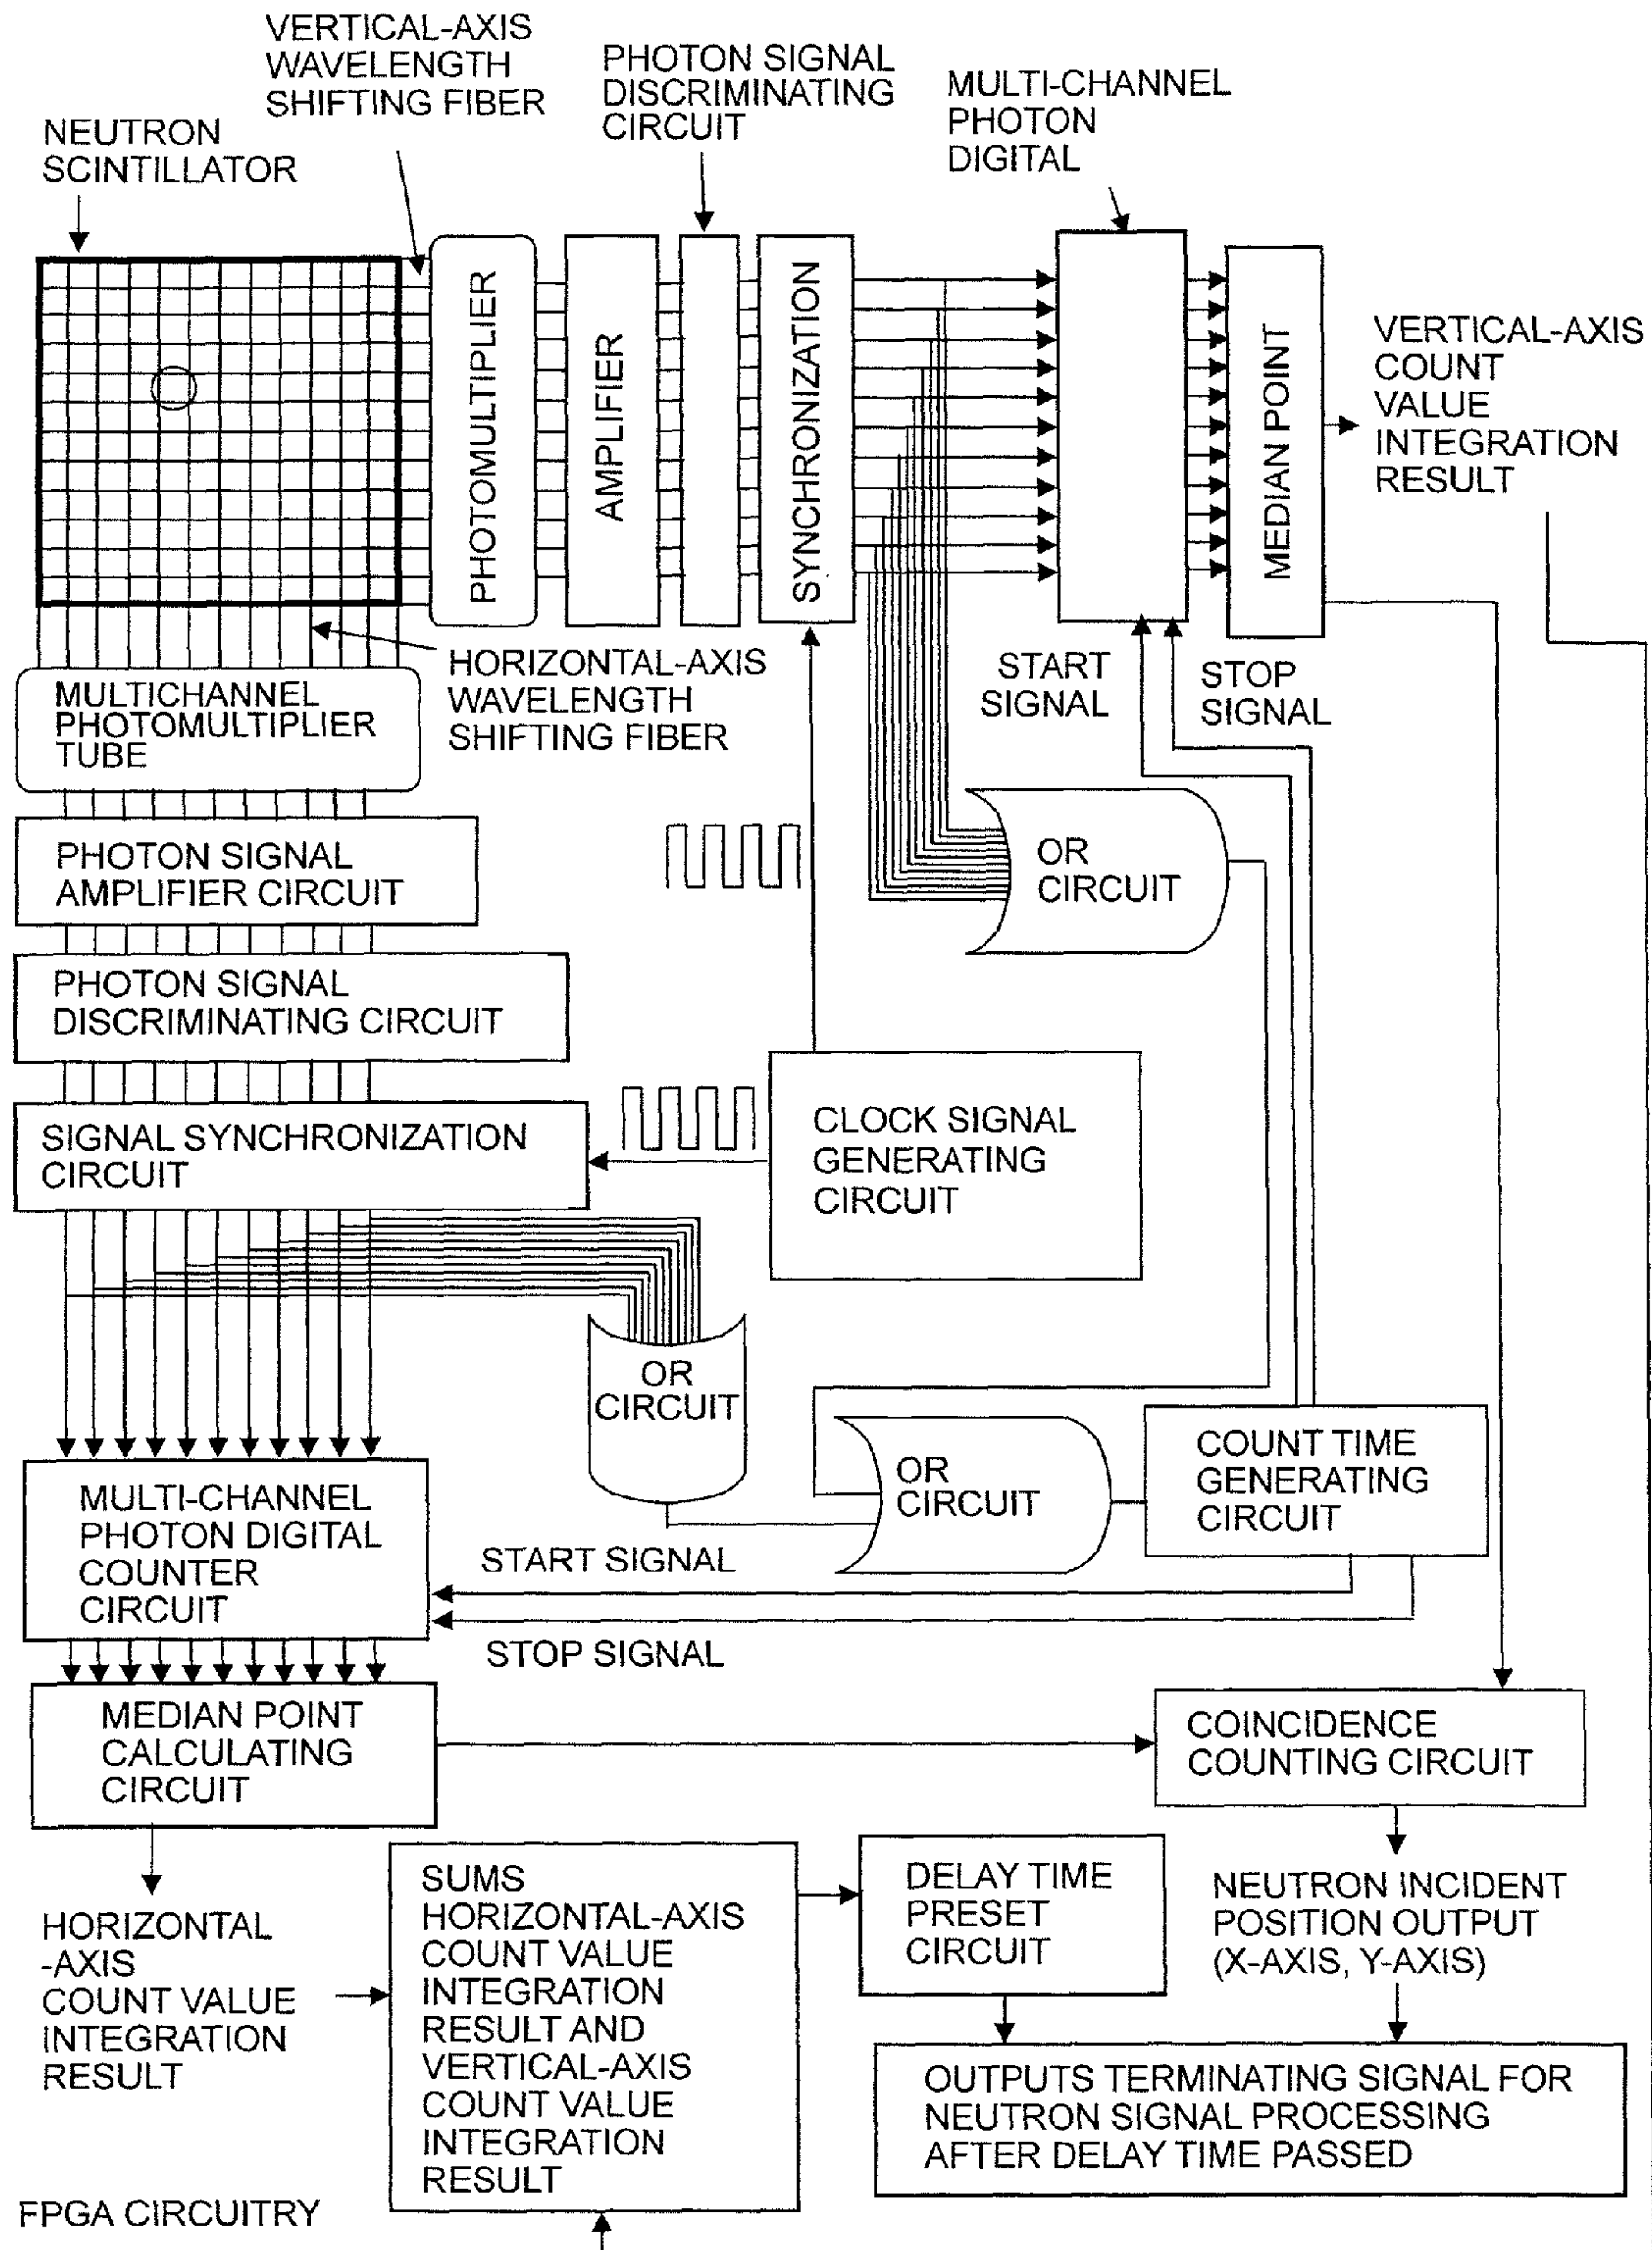 VERTICAL-AXIS
WAVELENGTH
SHIFTING FIBER
PHOTON SIGNAL
DISCRIMINATING
CIRCUIT
MULTI-CHANNEL
PHOTON
DIGITAL
NEUTRON
SCINTILLATOR
PHOTOMULTIPLIER
AMPLIFIER
SYNCHRONIZATION
MEDIAN POINT
VERTICAL-AXIS
COUNT
VALUE
INTEGRATION
RESULT
HORIZONTAL-AXIS
WAVELENGTH
SHIFTING FIBER
START
SIGNAL
STOP
SIGNAL
MULTICHANNEL
PHOTOMULTIPLIER
TUBE
PHOTON SIGNAL
AMPLIFIER CIRCUIT
OR
CIRCUIT
PHOTON SIGNAL
DISCRIMINATING CIRCUIT
SIGNAL SYNCHRONIZATION
CIRCUIT
CLOCK SIGNAL
GENERATING
CIRCUIT
OR
CIRCUIT
OR
CIRCUIT
COUNT TIME
GENERATING
CIRCUIT
MULTI-CHANNEL
PHOTON DIGITAL
COUNTER
CIRCUIT
START SIGNAL
STOP SIGNAL
MEDIAN POINT
CALCULATING
CIRCUIT
COINCIDENCE
COUNTING CIRCUIT
HORIZONTAL
-AXIS
COUNT VALUE
INTEGRATION
RESULT
SUMS
HORIZONTAL-AXIS
COUNT VALUE
INTEGRATION
RESULT AND
VERTICAL-AXIS
COUNT VALUE
INTEGRATION
RESULT
DELAY TIME
PRESET
CIRCUIT
NEUTRON INCIDENT
POSITION OUTPUT
(X-AXIS, Y-AXIS)
OUTPUTS TERMINATING SIGNAL FOR
NEUTRON SIGNAL PROCESSING
AFTER DELAY TIME PASSED
FPGA CIRCUITRY